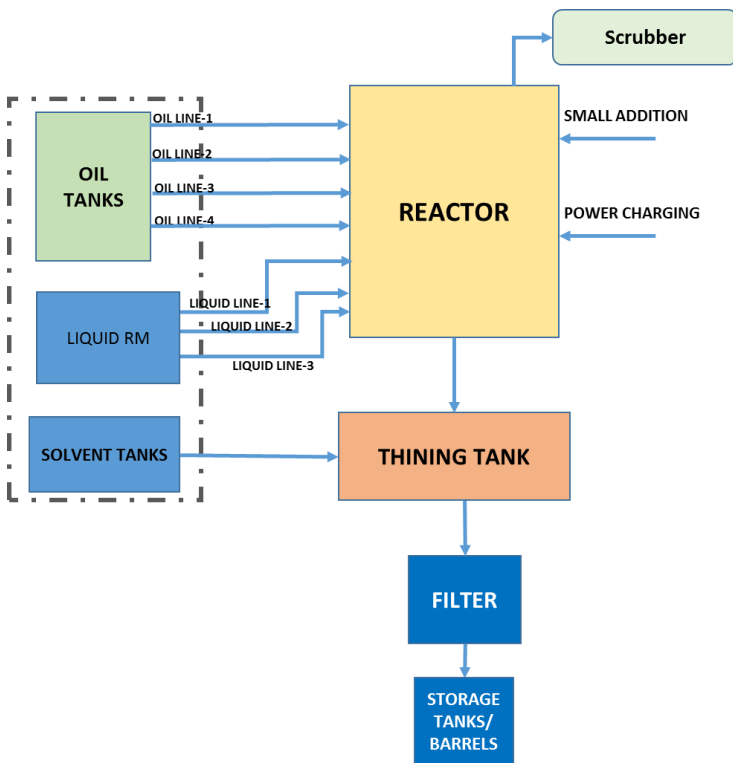 Scrubber
OIL LINE-1
SMALL ADDITION
OIL LINE-2
OIL
TANKS
OIL LINE-3
OIL LINE-4
REACTOR
POWER CHARGING
LIQUID LINE-1
LIQUID RM
LIQUID LINE-2
LIQUID LINE-3
SOLVENT TANKS
THINING TANK
FILTER
STORAGE
TANKS/
BARRELS